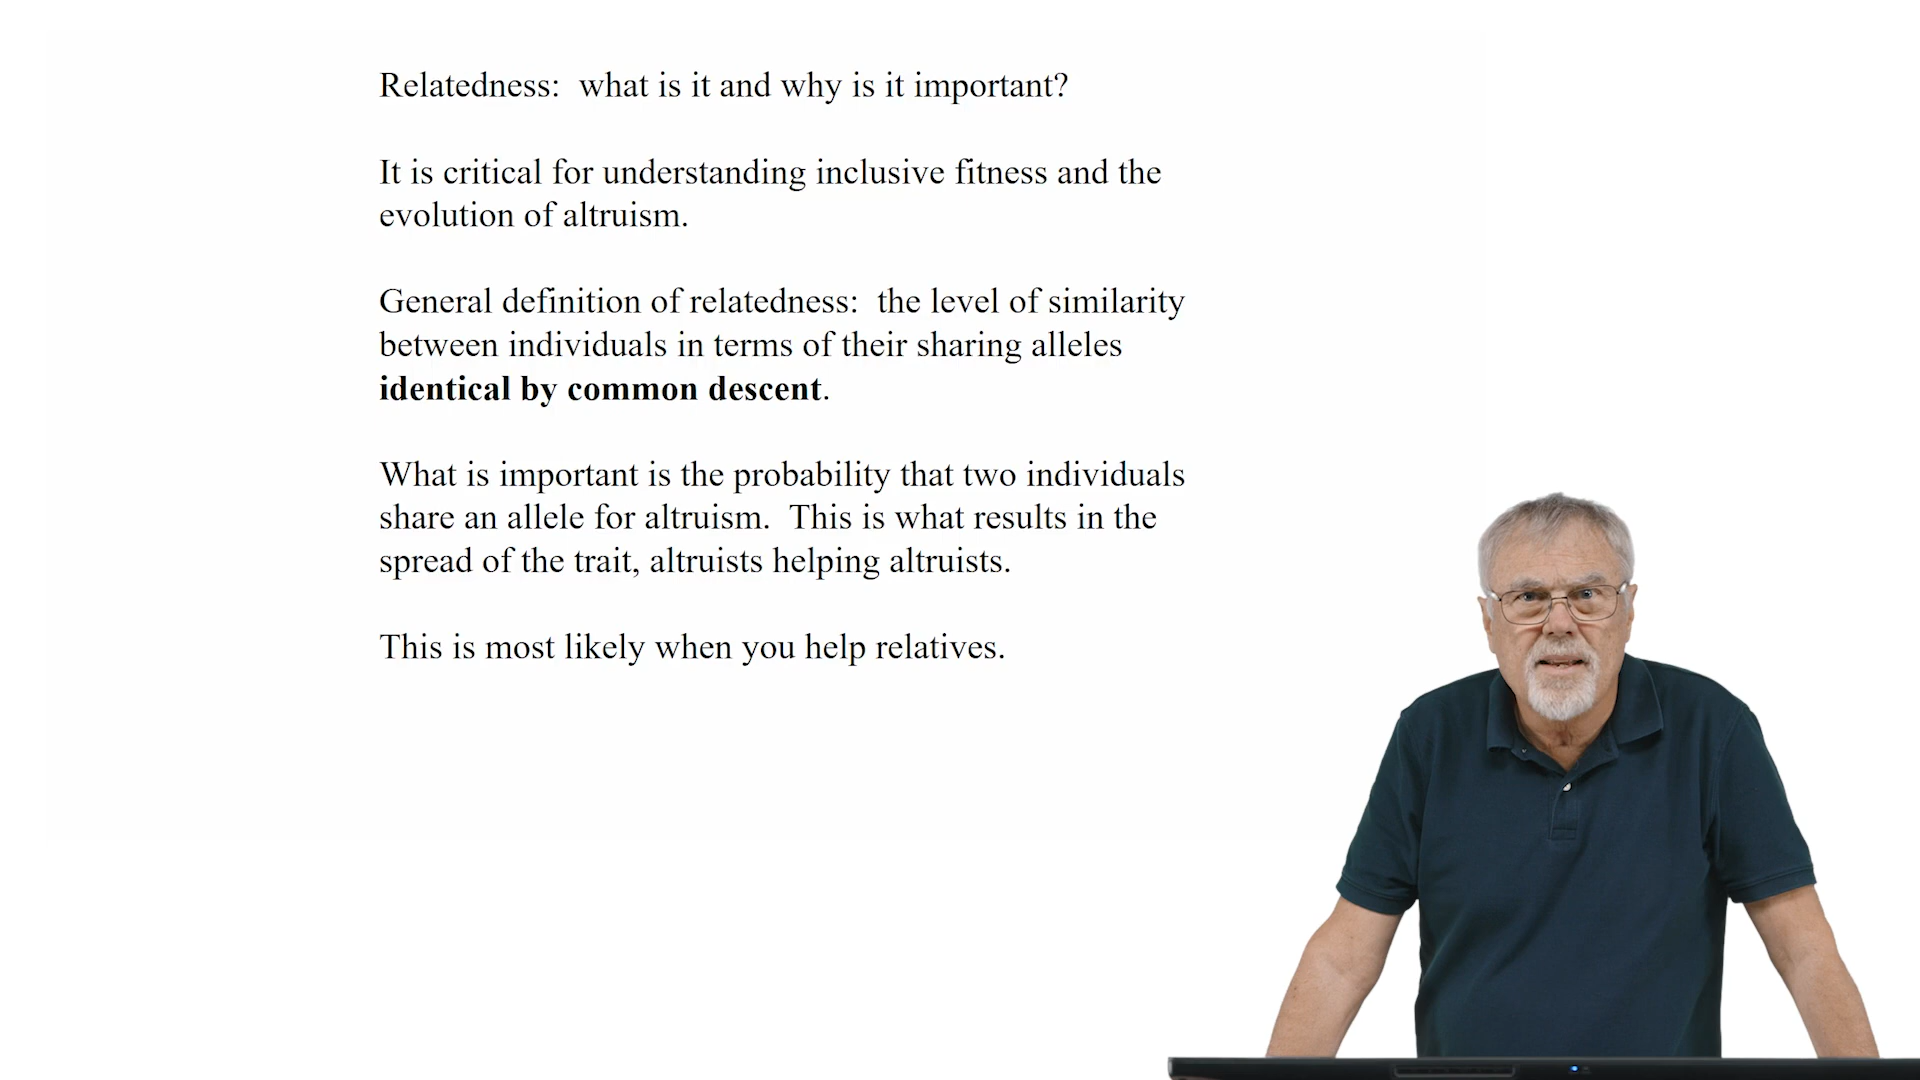 Relatedness:  what is it and why is it important?
It is critical for understanding inclusive fitness and the
evolution of altruism.
General definition of relatedness:  the level of similarity
between individuals in terms of their sharing alleles
identical by common descent.
What is important is the probability that two individuals
share an allele for altruism.  This is what results in the
spread of the trait, altruists helping altruists.
This is most likely when you help relatives.